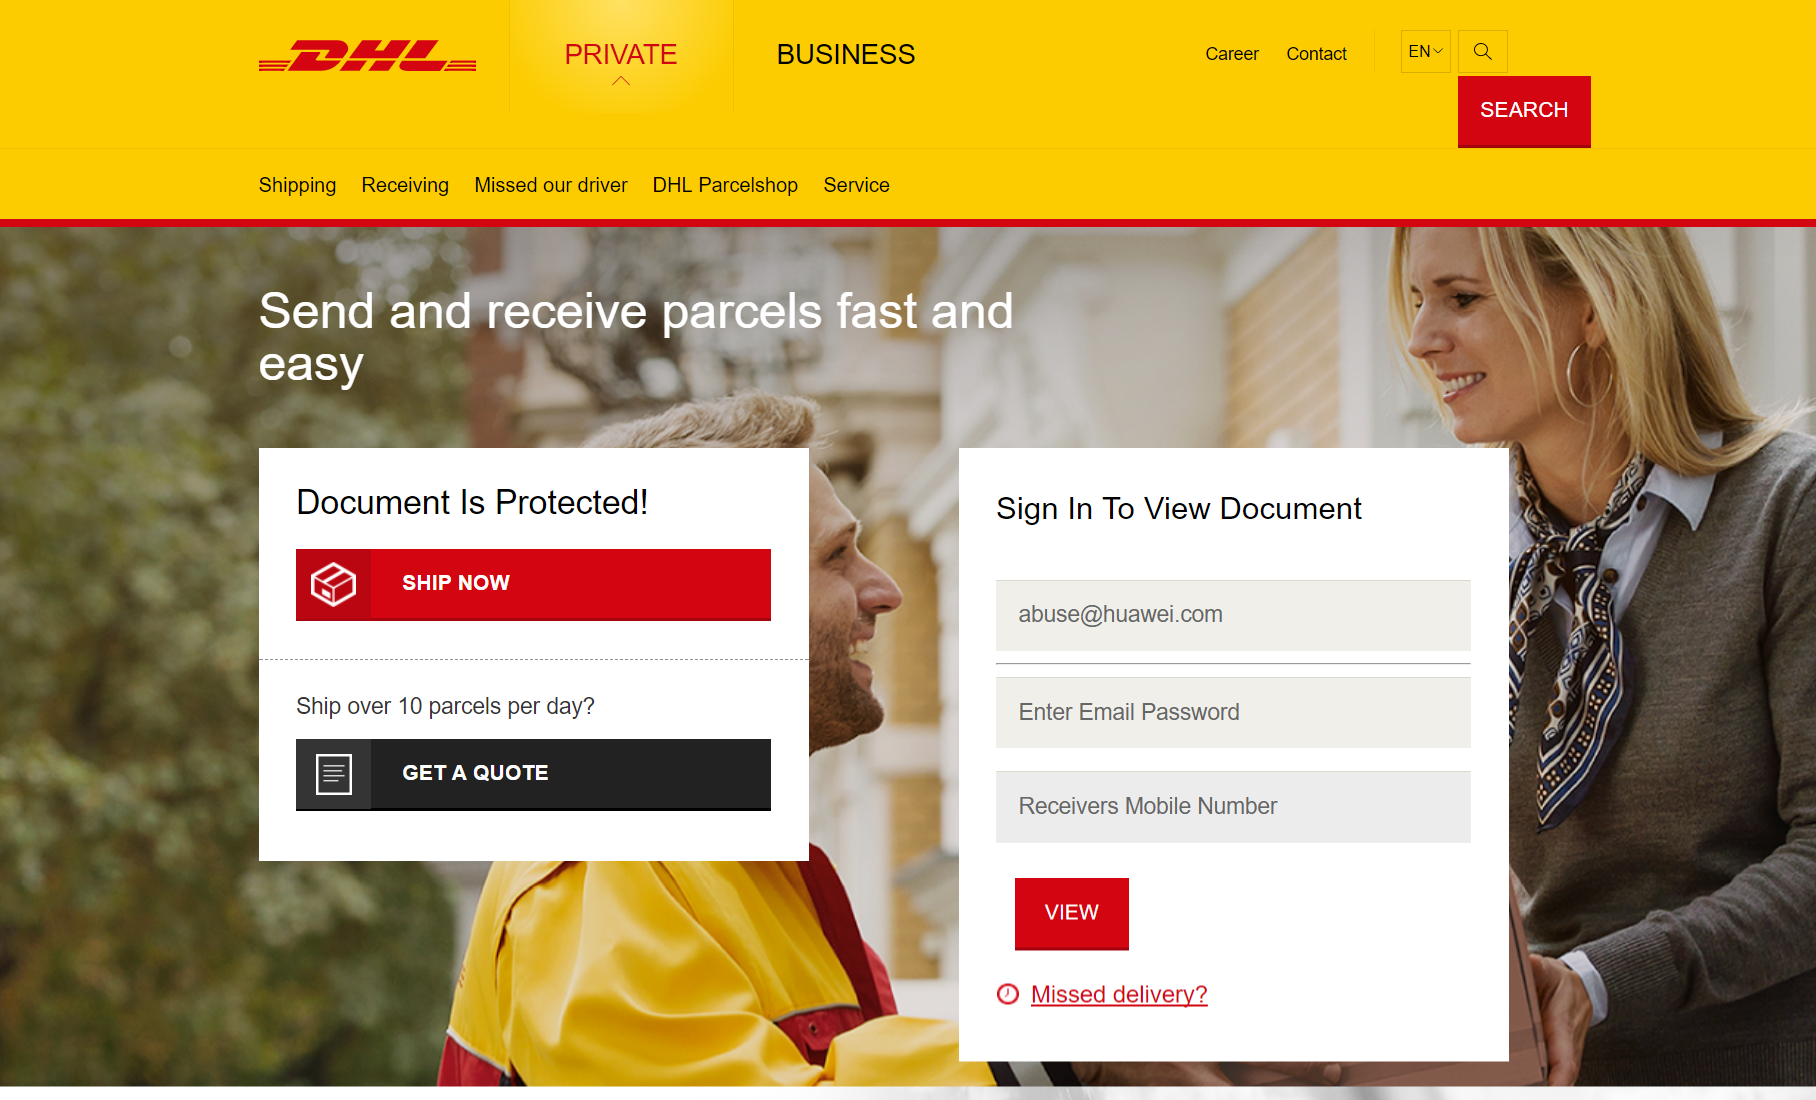 DHL
PRIVATE
BUSINESS
Career
Contact
EN
SEARCH
Shipping
Receiving
Missed our driver
DHL Parcelshop
Service
Send and receive parcels fast and
easy
Document Is Protected!
SHIP NOW
Ship over 10 parcels per day?
GET A QUOTE
Sign In To View Document
abuse@huawei.com
Enter Email Password
Receivers Mobile Number
VIEW
Missed delivery?